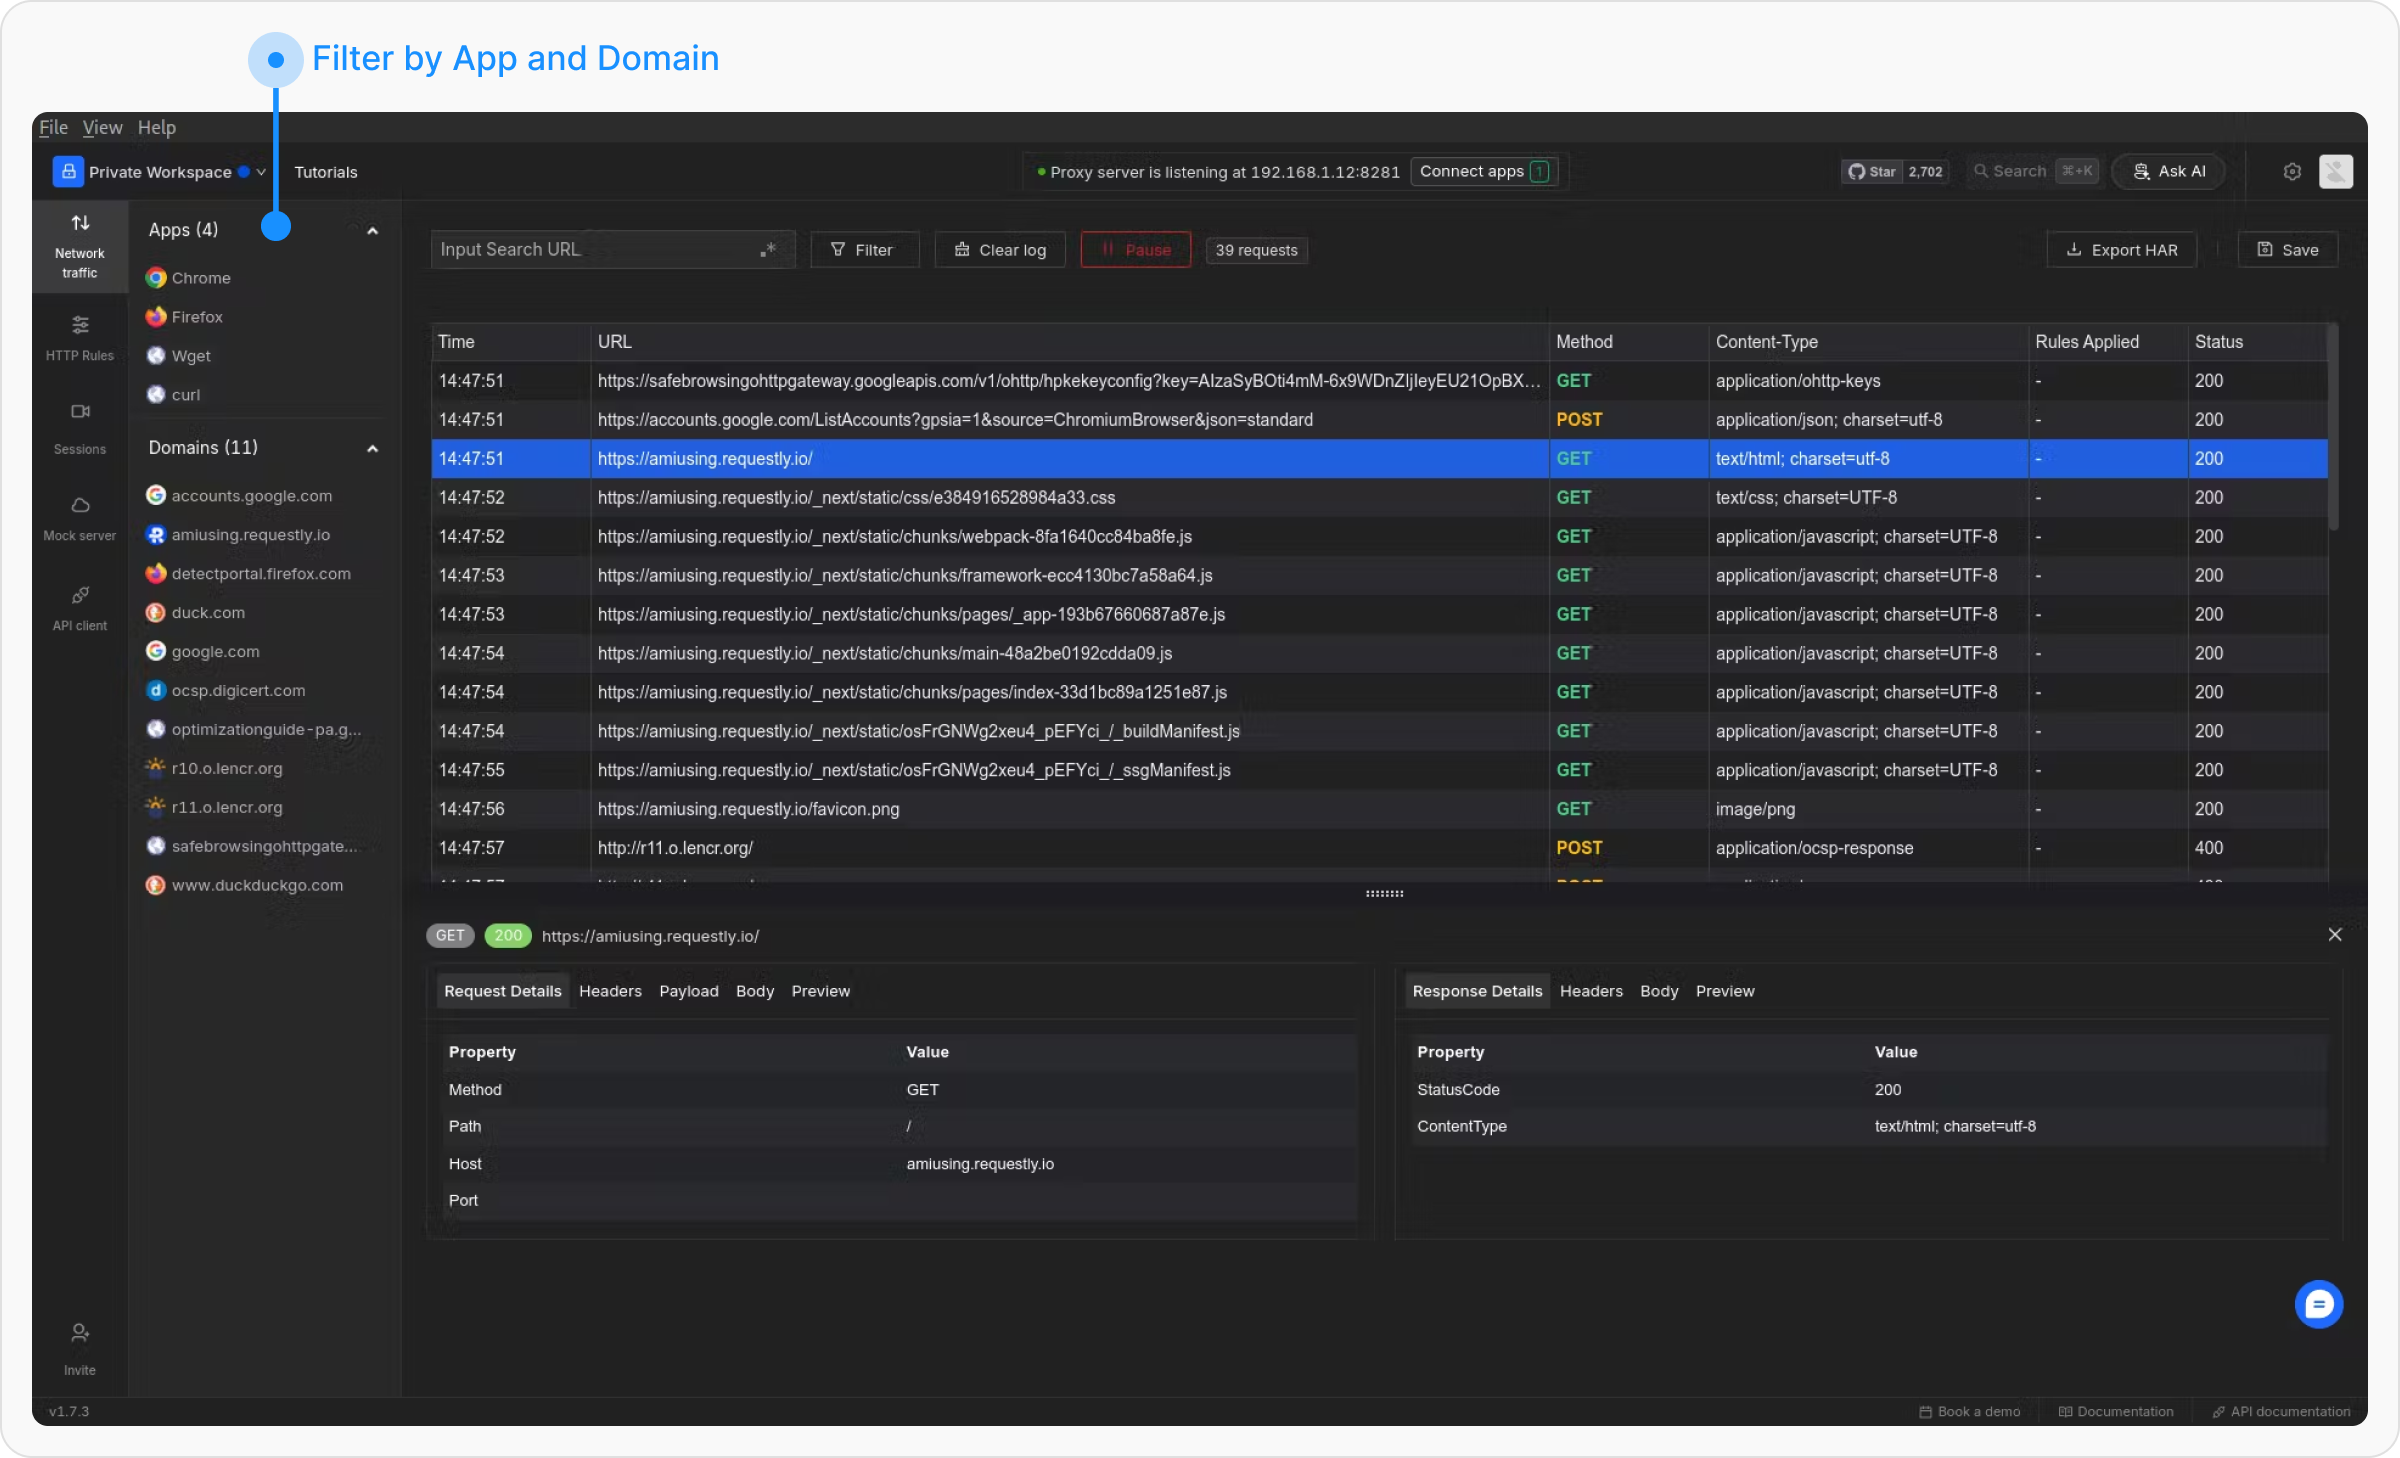 Filter by App and Domain
File View Help
Private Workspace Tutorials Proxy server is listening at 192.168.1.12:8281 Connect apps 1 Star 2,702 Search ⌘+K Ask AI
Network
traffic
HTTP Rules
Sessions
Mock server
API client
Invite
Apps (4)
Chrome
Firefox
Wget
curl
Domains (11)
accounts.google.com
amiusing.requestly.io
detectportal.firefox.com
duck.com
google.com
ocsp.digicert.com
optimizationguide-pa.g...
r10.o.lencr.org
r11.o.lencr.org
safebrowsingohttpgate...
www.duckduckgo.com
Input Search URL .* Filter Clear log Pause 39 requests Export HAR Save
Time URL Method Content-Type Rules Applied Status
14:47:51 https://safebrowsingohttpgateway.googleapis.com/v1/ohttp/hpkekeyconfig?key=AIzaSyBOti4mM-6x9WDnZIjIeyEU21OpBX... GET application/ohttp-keys - 200
14:47:51 https://accounts.google.com/ListAccounts?gpsia=1&source=ChromiumBrowser&json=standard POST application/json; charset=utf-8 - 200
14:47:51 https://amiusing.requestly.io/ GET text/html; charset=utf-8 - 200
14:47:52 https://amiusing.requestly.io/_next/static/css/e384916528984a33.css GET text/css; charset=UTF-8 - 200
14:47:52 https://amiusing.requestly.io/_next/static/chunks/webpack-8fa1640cc84ba8fe.js GET application/javascript; charset=UTF-8 - 200
14:47:53 https://amiusing.requestly.io/_next/static/chunks/framework-ecc4130bc7a58a64.js GET application/javascript; charset=UTF-8 - 200
14:47:53 https://amiusing.requestly.io/_next/static/chunks/pages/_app-193b67660687a87e.js GET application/javascript; charset=UTF-8 - 200
14:47:54 https://amiusing.requestly.io/_next/static/chunks/main-48a2be0192cdda09.js GET application/javascript; charset=UTF-8 - 200
14:47:54 https://amiusing.requestly.io/_next/static/chunks/pages/index-33d1bc89a1251e87.js GET application/javascript; charset=UTF-8 - 200
14:47:54 https://amiusing.requestly.io/_next/static/osFrGNWg2xeu4_pEFYci_/_buildManifest.js GET application/javascript; charset=UTF-8 - 200
14:47:55 https://amiusing.requestly.io/_next/static/osFrGNWg2xeu4_pEFYci_/_ssgManifest.js GET application/javascript; charset=UTF-8 - 200
14:47:56 https://amiusing.requestly.io/favicon.png GET image/png - 200
14:47:57 http://r11.o.lencr.org/ POST application/ocsp-response - 400
GET 200 https://amiusing.requestly.io/
Request Details Headers Payload Body Preview
Property Value
Method GET
Path /
Host amiusing.requestly.io
Port
Response Details Headers Body Preview
Property Value
StatusCode 200
ContentType text/html; charset=utf-8
v1.7.3 Book a demo Documentation API documentation